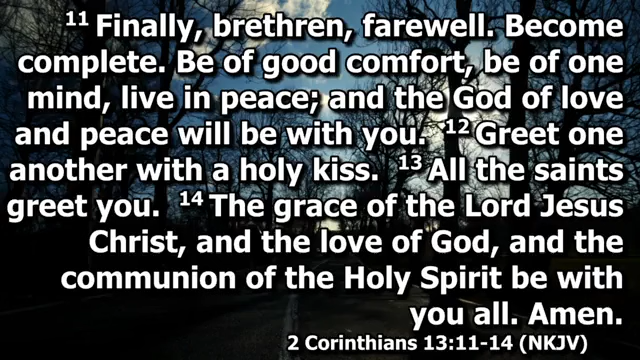 11 Finally, brethren, farewell. Become
complete. Be of good comfort, be of one
mind, live in peace; and the God of love
and peace will be with you. 12 Greet one
another with a holy kiss. 13 All the saints
greet you. 14 The grace of the Lord Jesus
Christ, and the love of God, and the
communion of the Holy Spirit be with
you all. Amen.
2 Corinthians 13:11-14 (NKJV)